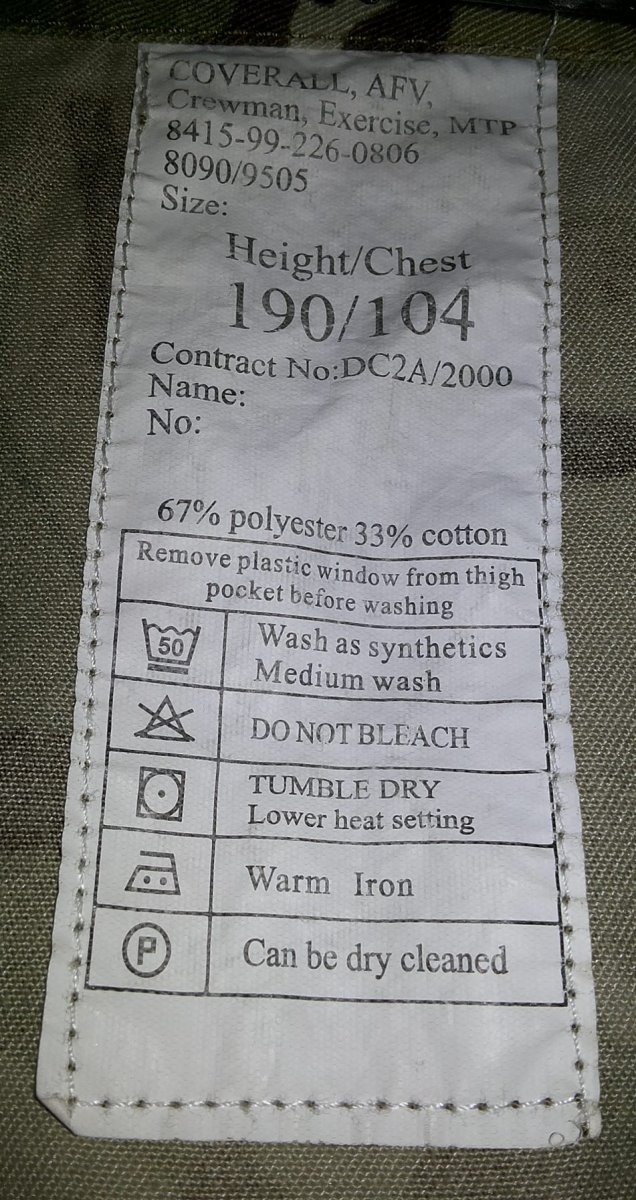 COVERALL, AFV,
Crewman, Exercise, MTP
8415-99-226-0806
8090/9505
Size:
Height/Chest
190/104
Contract No:DC2A/2000
Name:
No:
67% polyester 33% cotton
Remove plastic window from thigh
pocket before washing
50
Wash as synthetics
Medium wash
DO NOT BLEACH
TUMBLE DRY
Lower heat setting
Warm Iron
P
Can be dry cleaned